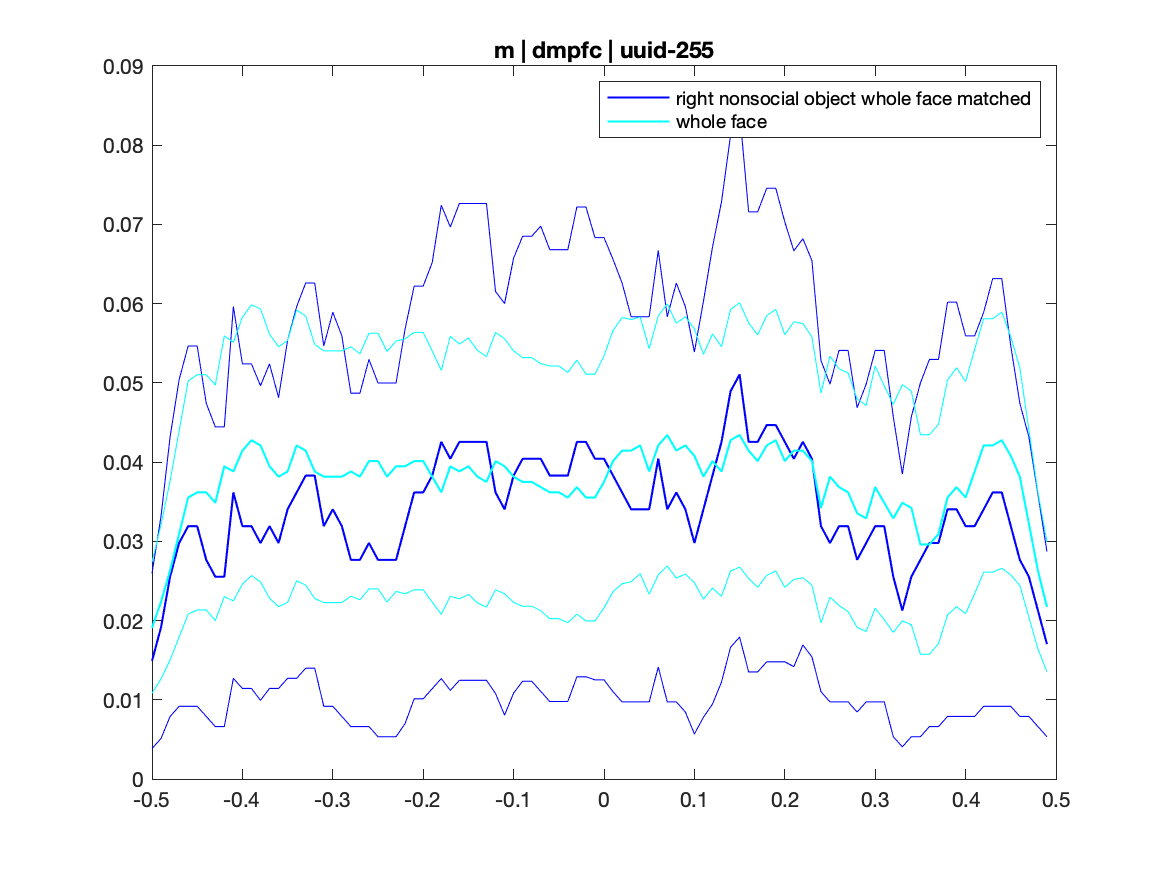 m | dmpfc | uuid-255
right nonsocial object whole face matched
whole face
0.09
0.08
0.07
0.06
0.05
0.04
0.03
0.02
0.01
0
-0.5 -0.4 -0.3 -0.2 -0.1 0 0.1 0.2 0.3 0.4 0.5